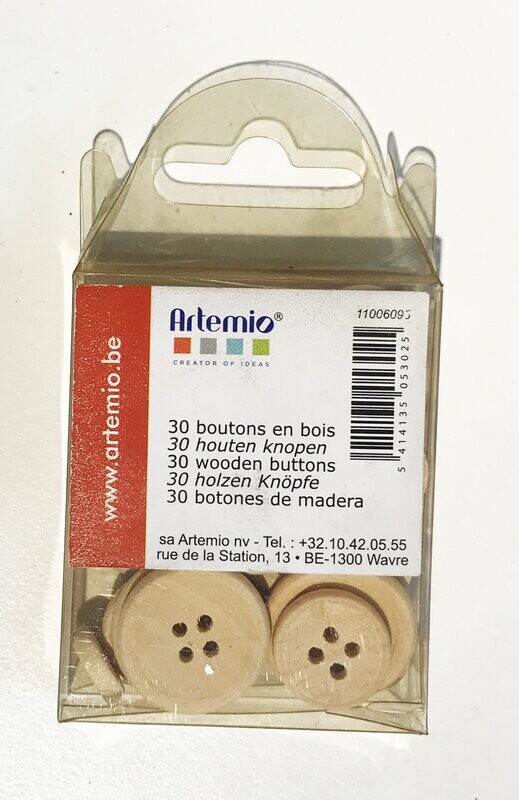 www.artemio.be
Artemio®
CREATOR OF IDEAS
11006095
5 414135 053025
30 boutons en bois
30 houten knopen
30 wooden buttons
30 holzen Knöpfe
30 botones de madera
sa Artemio nv - Tel. : +32.10.42.05.55
rue de la Station, 13 • BE-1300 Wavre